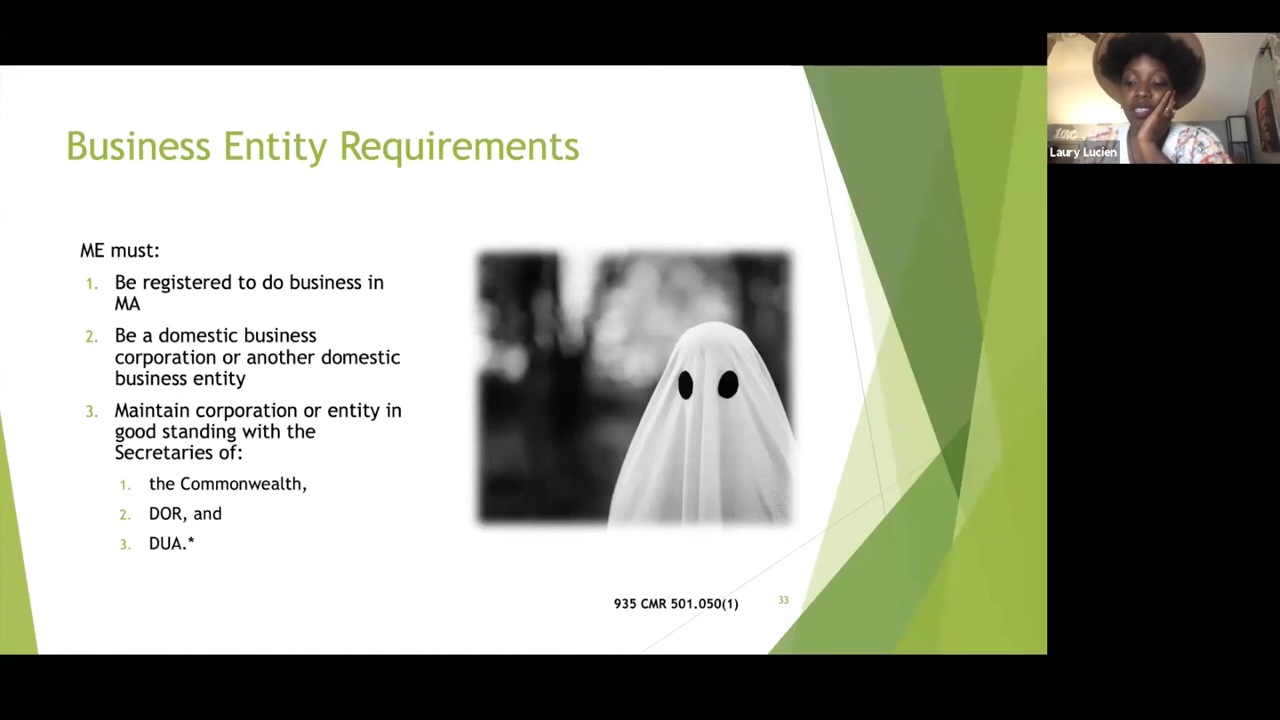 Business Entity Requirements
ME must:
1. Be registered to do business in
MA
2. Be a domestic business
corporation or another domestic
business entity
3. Maintain corporation or entity in
good standing with the
Secretaries of:
1. the Commonwealth,
2. DOR, and
3. DUA.*
935 CMR 501.050(1)
33
Laury Lucien